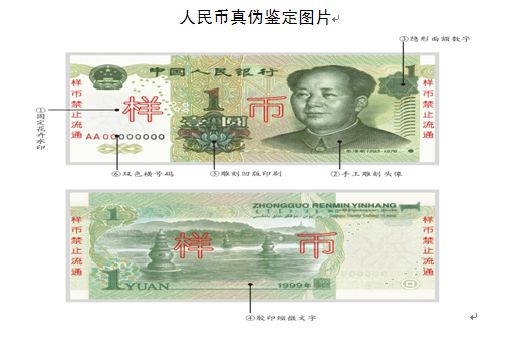 人民币真伪鉴定图片
③隐形面额数字
中国人民银行
1
1
样币
样币禁止流通
样币禁止流通
①固定花卉水印
AA00000000
⑥双色横号码
⑤雕刻凹版印刷
②手工雕刻头像
ZHONGGUO RENMIN YINHANG
1
样币
样币禁止流通
样币禁止流通
1YUAN
1999年
④胶印缩微文字